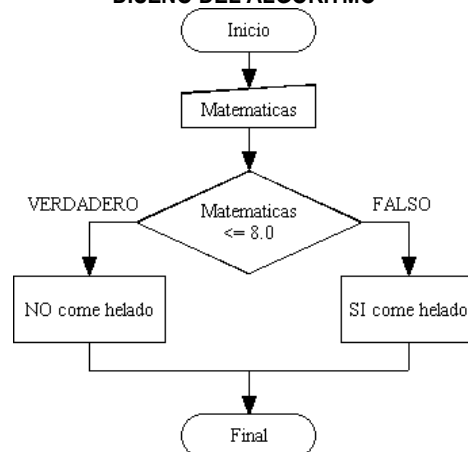 DISEÑO DEL ALGORITMO
Inicio
Matematicas
VERDADERO
Matematicas
<= 8.0
FALSO
NO come helado
SI come helado
Final